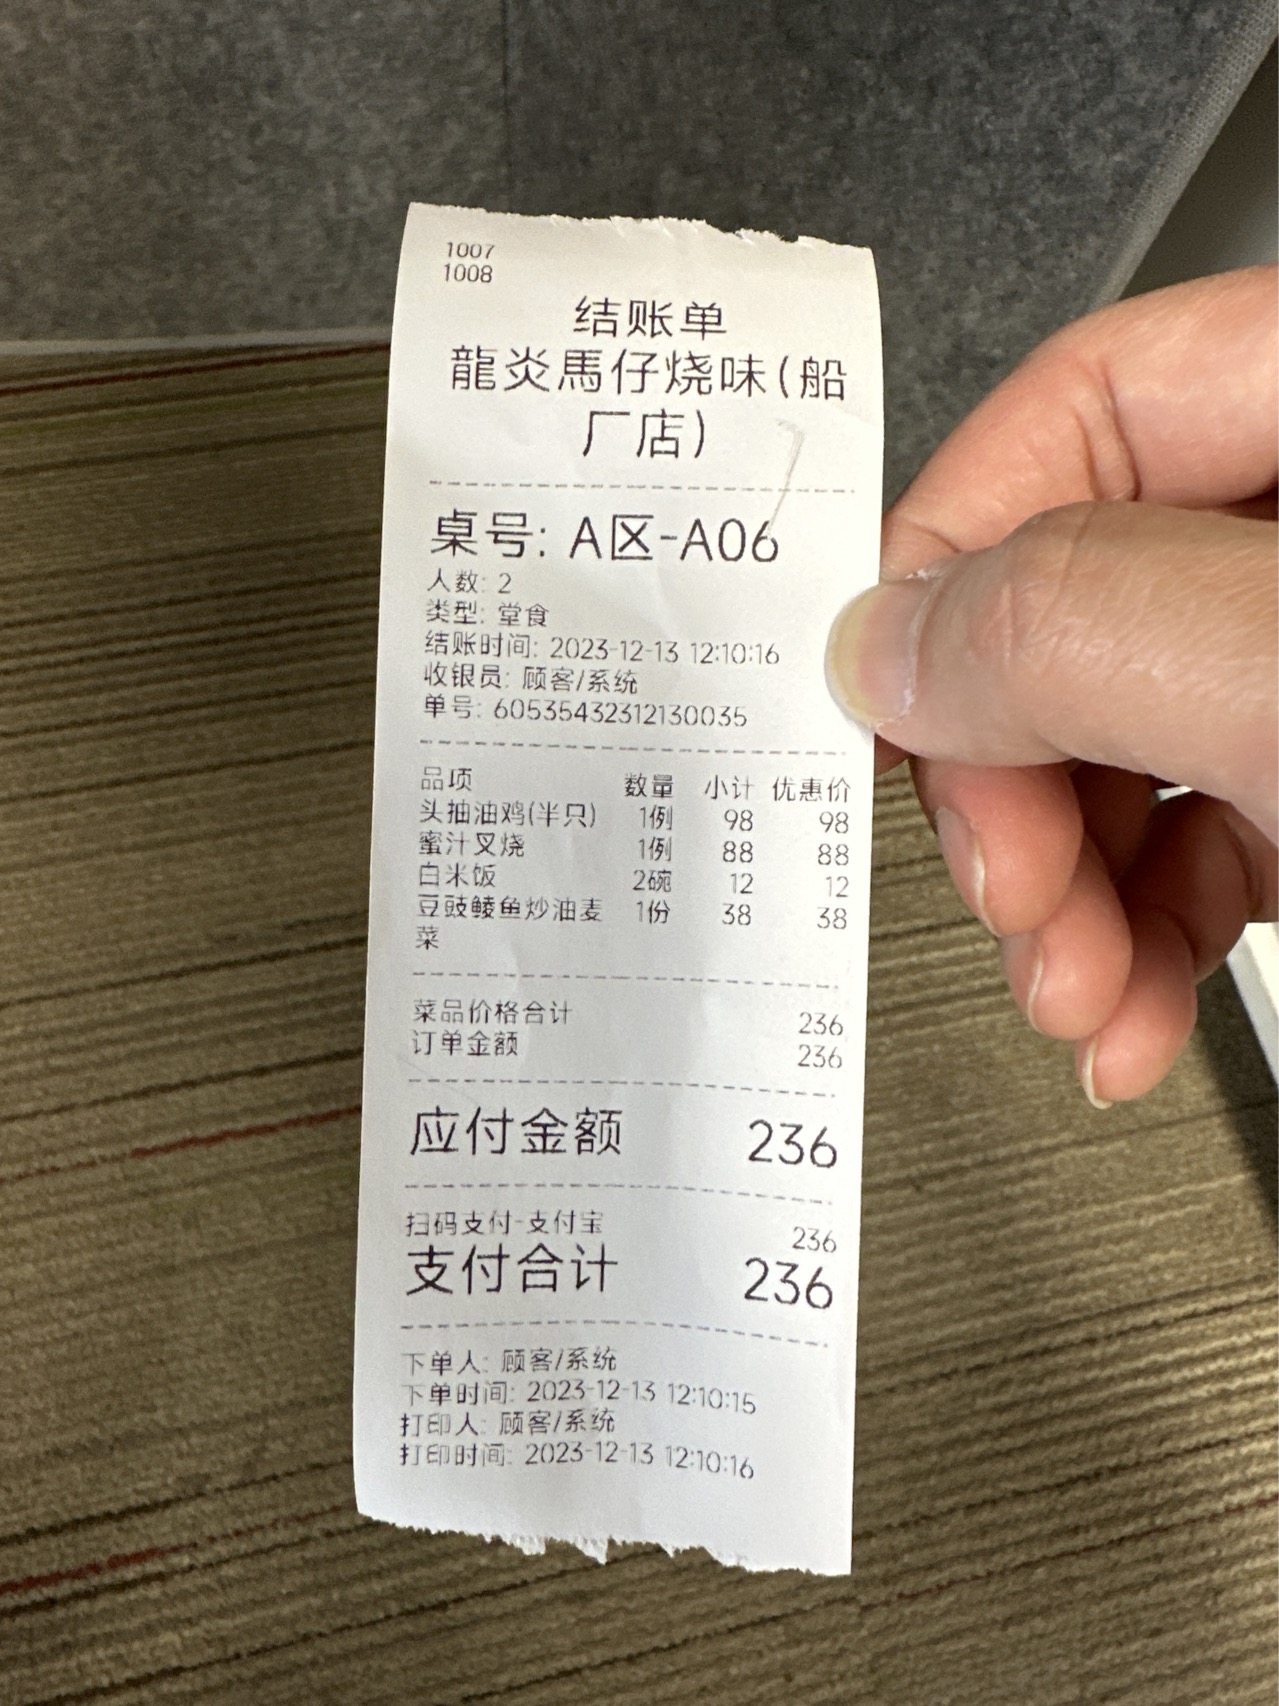 1007
1008
结账单
龍炎馬仔烧味(船
厂店)
桌号: A区-A06
人数: 2
类型: 堂食
结账时间: 2023-12-13 12:10:16
收银员: 顾客/系统
单号: 60535432312130035
品项 数量 小计 优惠价
头抽油鸡(半只) 1例 98 98
蜜汁叉烧 1例 88 88
白米饭 2碗 12 12
豆豉鲮鱼炒油麦 1份 38 38
菜
菜品价格合计 236
订单金额 236
应付金额 236
扫码支付-支付宝 236
支付合计 236
下单人: 顾客/系统
下单时间: 2023-12-13 12:10:15
打印人: 顾客/系统
打印时间: 2023-12-13 12:10:16